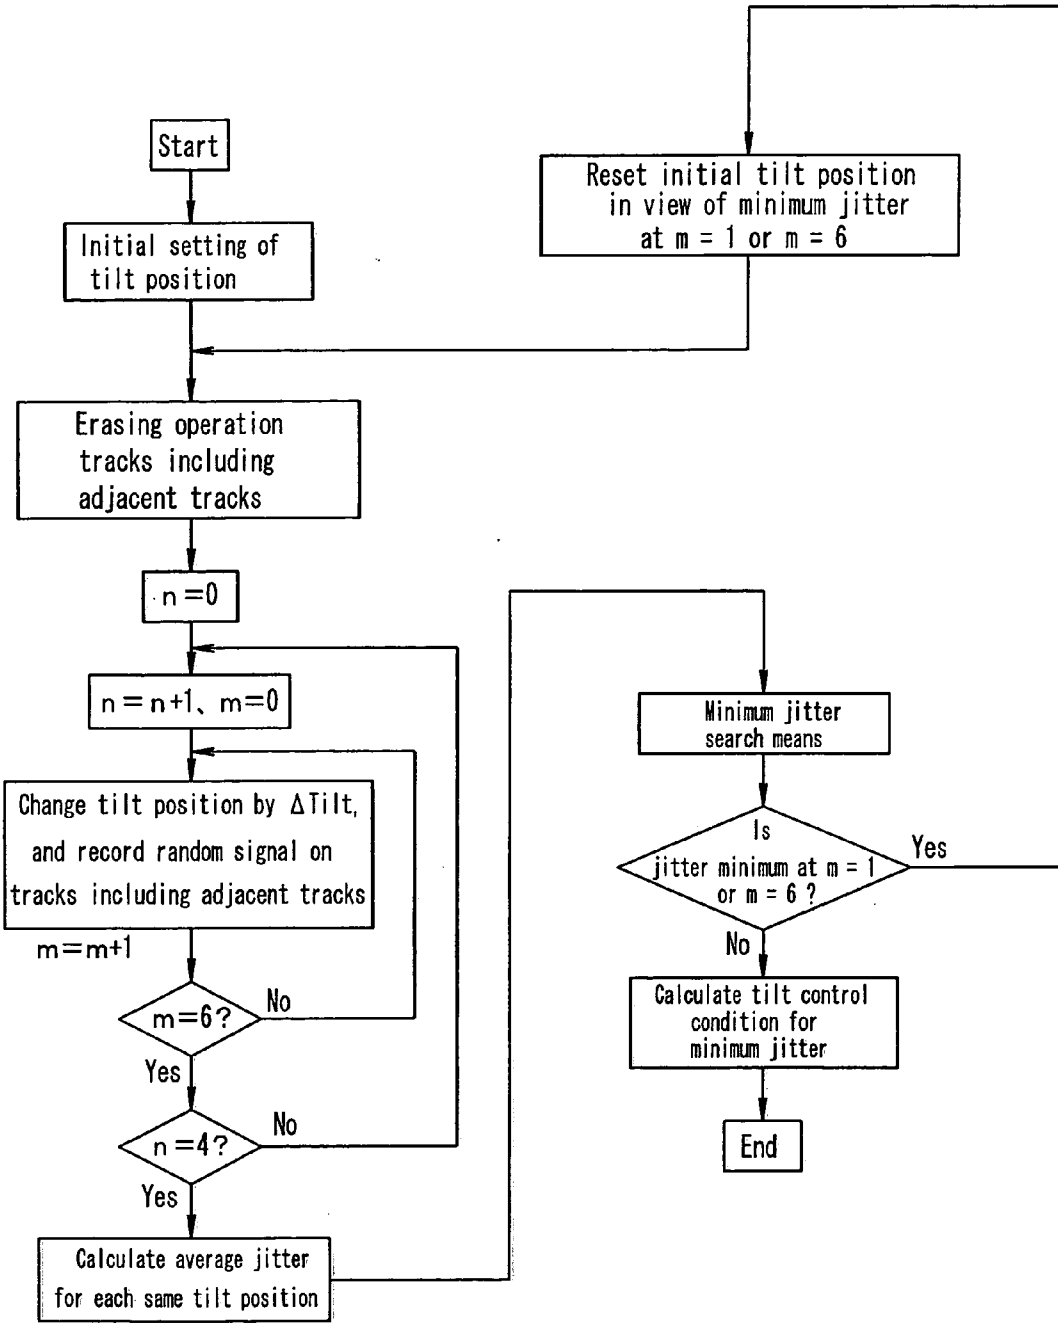 Start
Initial setting of
tilt position
Reset initial tilt position
in view of minimum jitter
at m = 1 or m = 6
Erasing operation
tracks including
adjacent tracks
n=0
n=n+1、m=0
Change tilt position by ΔTilt,
and record random signal on
tracks including adjacent tracks
m=m+1
m=6?
No
Yes
n=4?
No
Yes
Calculate average jitter
for each same tilt position
Minimum jitter
search means
Is
jitter minimum at m = 1
or m = 6 ?
Yes
No
Calculate tilt control
condition for
minimum jitter
End